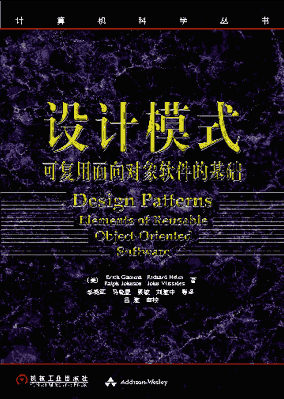 计算机科学丛书
设计模式
可复用面向对象软件的基础
Design Patterns
Elements of Reusable
Object-Oriented
Software
(美) Erich Gamma Richard Helm 著
Ralph Johnson John Vlissides
李英军 马晓星 蔡敏 刘建中 等译
吕建 审校
机械工业出版社 Addison-Wesley